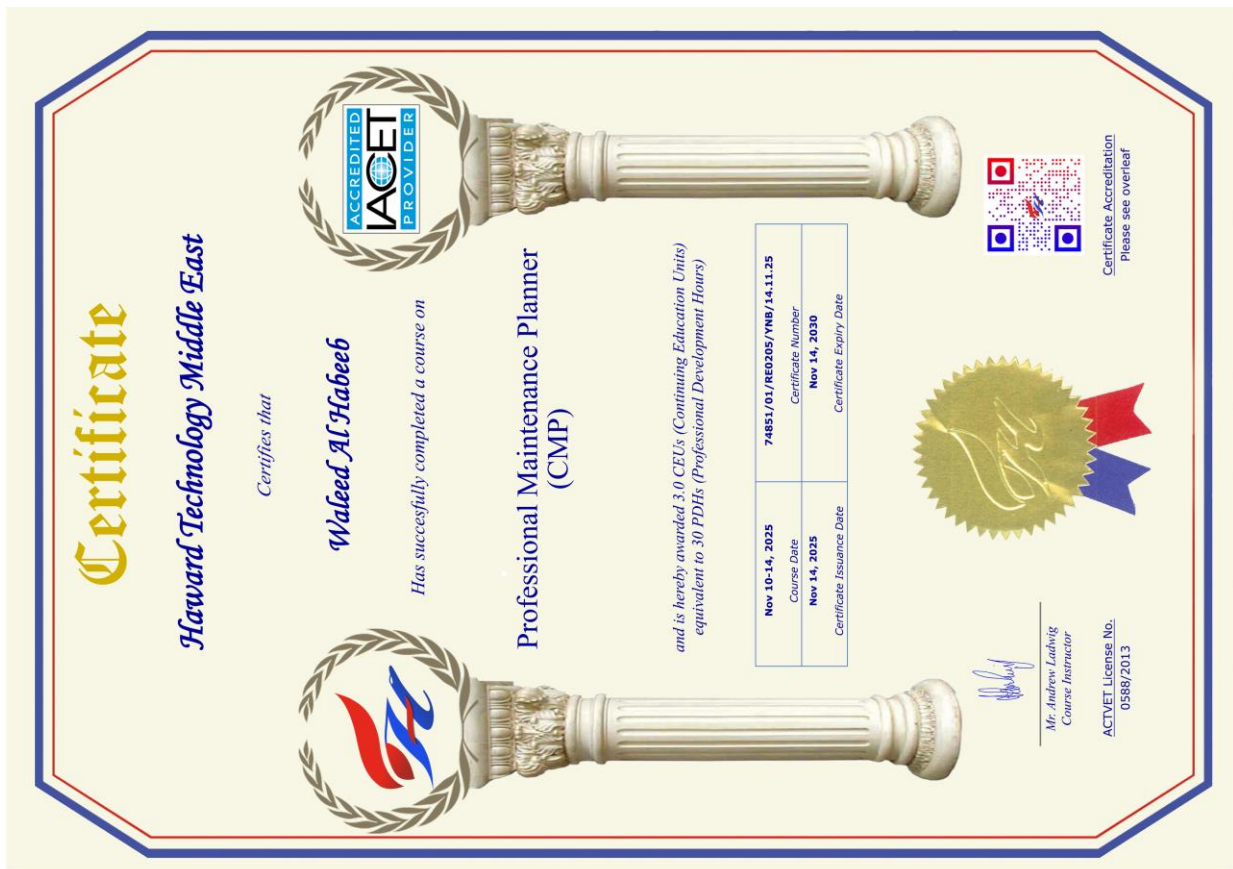 Certificate
Haward Technology Middle East
Certifies that
Waleed Al Habeeb
Has succesfully completed a course on
Professional Maintenance Planner
(CMP)
and is hereby awarded 3.0 CEUs (Continuing Education Units)
equivalent to 30 PDHs (Professional Development Hours)
Nov 10-14, 2025
Course Date
74851/01/RE0205/YNB/14.11.25
Certificate Number
Nov 14, 2025
Certificate Issuance Date
Nov 14, 2030
Certificate Expiry Date
ACCREDITED
IACET
PROVIDER
Mr. Andrew Ladwig
Course Instructor
ACTVET License No.
0588/2013
Certificate Accreditation
Please see overleaf